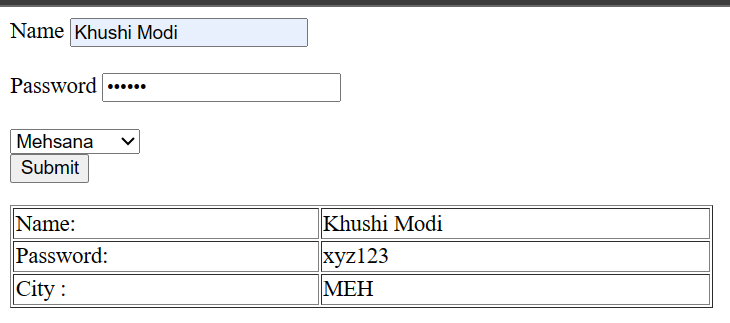 Name Khushi Modi
Password ••••••
Mehsana
Submit
Name: Khushi Modi
Password: xyz123
City : MEH